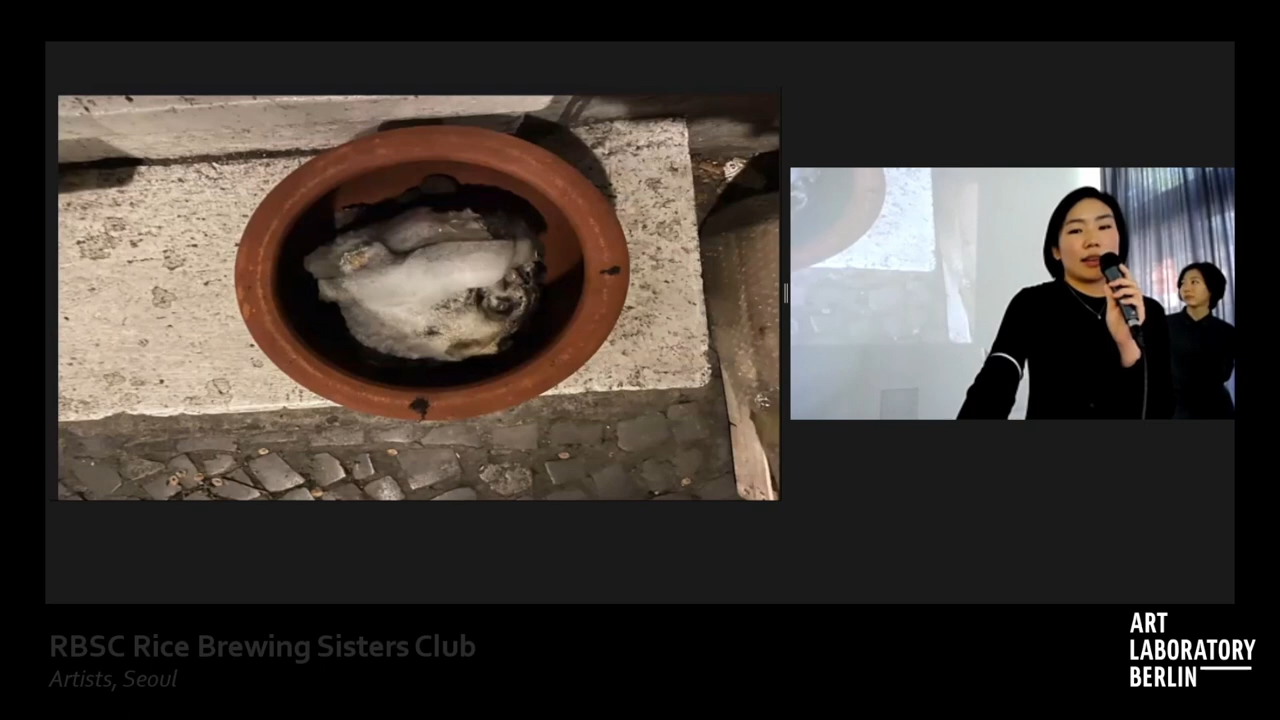 RBSC Rice Brewing Sisters Club
Artists, Seoul
ART
LABORATORY
BERLIN